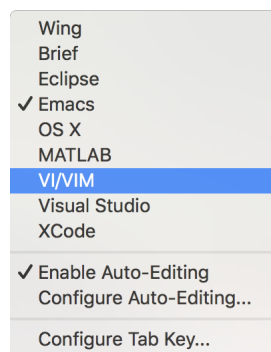 Wing
Brief
Eclipse
✓ Emacs
OS X
MATLAB
VI/VIM
Visual Studio
XCode
✓ Enable Auto-Editing
Configure Auto-Editing...
Configure Tab Key...